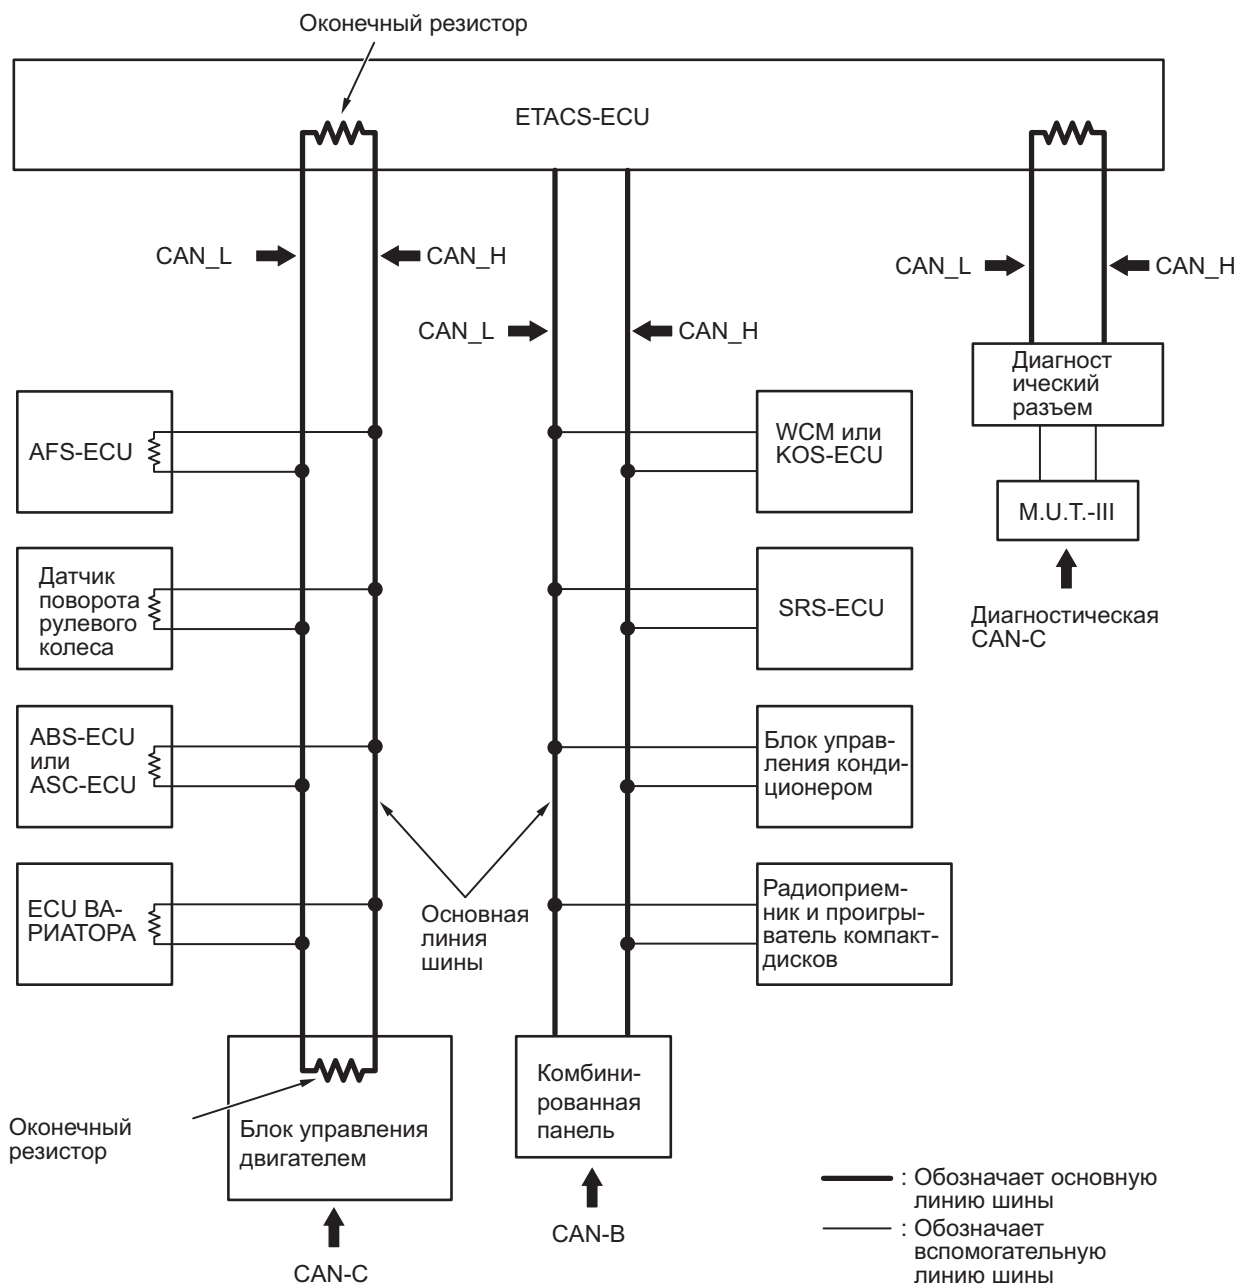 Оконечный резистор
ETACS-ECU
CAN_L
CAN_H
CAN_L
CAN_H
CAN_L
CAN_H
Диагност
ический
разъем
AFS-ECU
WCM или
KOS-ECU
M.U.T.-III
Датчик
поворота
рулевого
колеса
SRS-ECU
Диагностическая
CAN-C
ABS-ECU
или
ASC-ECU
Блок управ-
ления конди-
ционером
ECU ВА-
РИАТОРА
Основная
линия
шины
Радиоприем-
ник и проигры-
ватель компакт-
дисков
Оконечный
резистор
Блок управления
двигателем
Комбини-
рованная
панель
CAN-C
CAN-B
: Обозначает основную
линию шины
: Обозначает
вспомогательную
линию шины